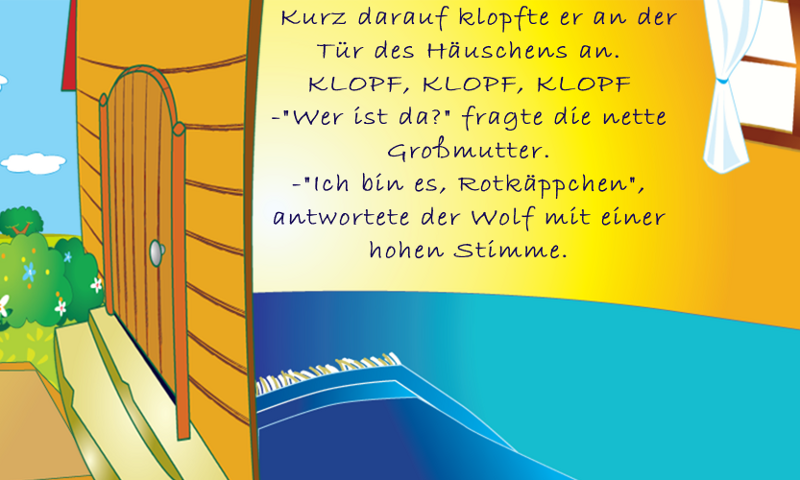 Kurz darauf klopfte er an der
Tür des Häuschens an.
KLOPF, KLOPF, KLOPF
-"Wer ist da?" fragte die nette
Großmutter.
-"Ich bin es, Rotkäppchen",
antwortete der Wolf mit einer
hohen Stimme.